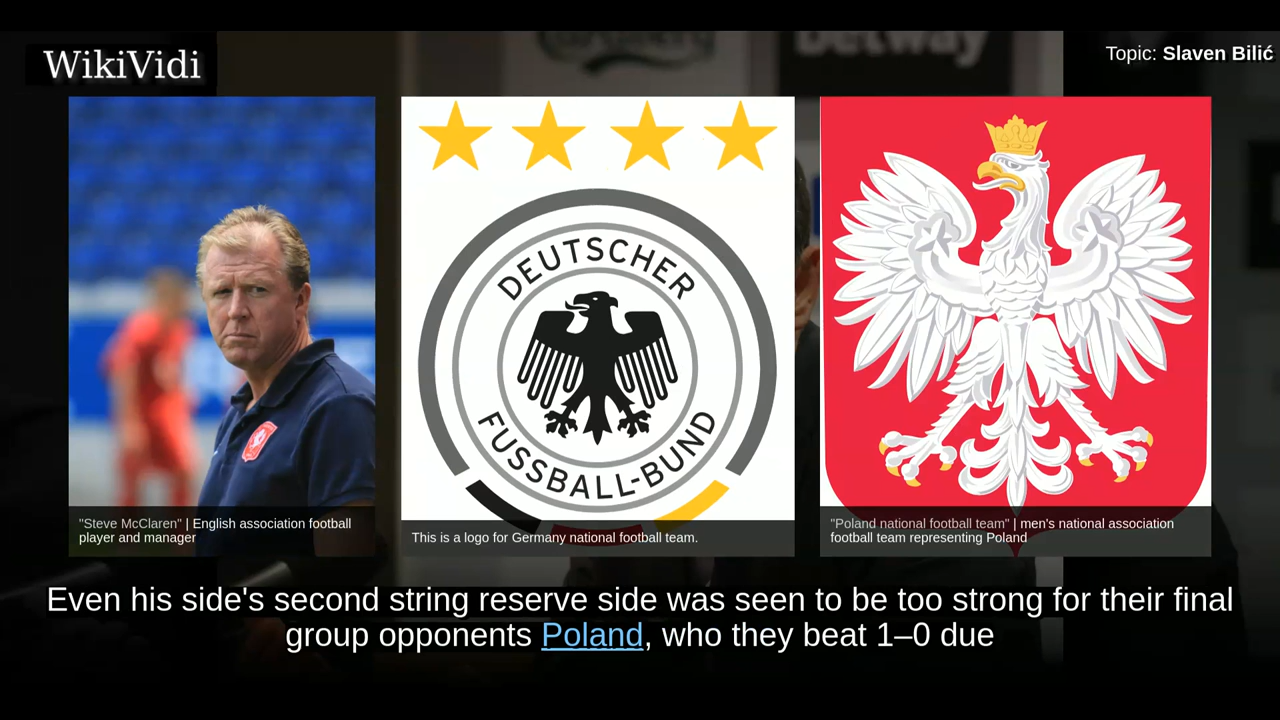 WikiVidi
Topic: Slaven Bilić
betway
DEUTSCHER
FUSSBALL-BUND
"Steve McClaren" | English association football
player and manager
This is a logo for Germany national football team.
"Poland national football team" | men's national association
football team representing Poland
Even his side's second string reserve side was seen to be too strong for their final
group opponents Poland, who they beat 1–0 due